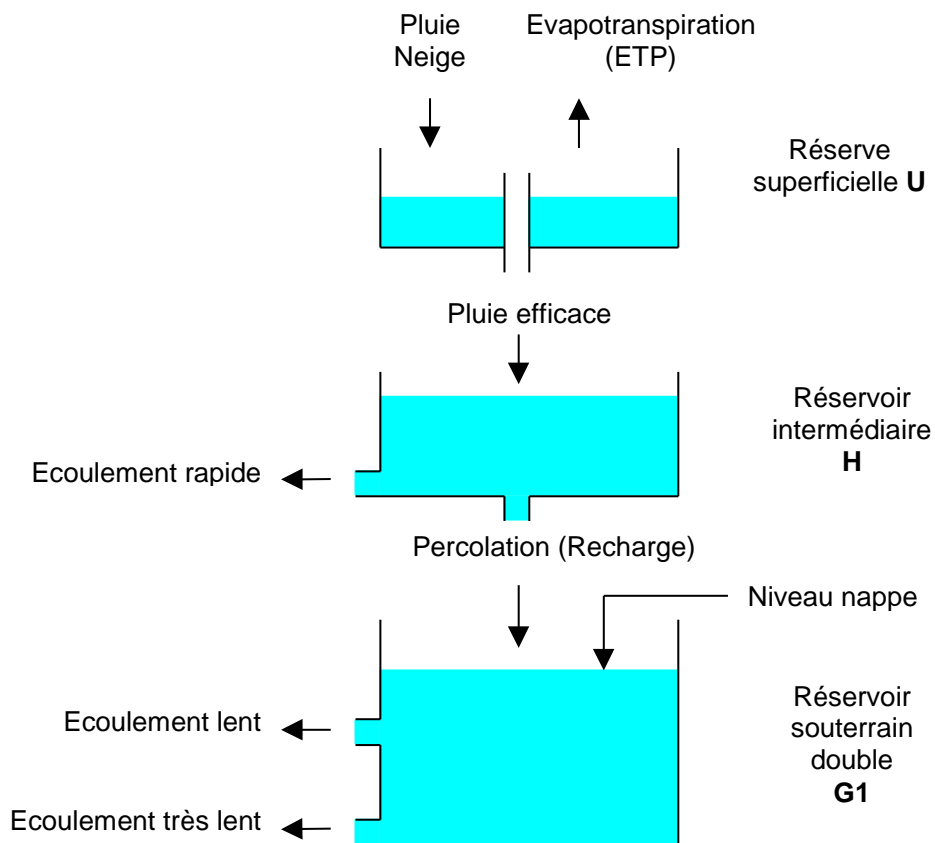 Pluie
Neige
Evapotranspiration
(ETP)
Réserve
superficielle U
Pluie efficace
Réservoir
intermédiaire
H
Ecoulement rapide
Percolation (Recharge)
Niveau nappe
Ecoulement lent
Réservoir
souterrain
double
G1
Ecoulement très lent